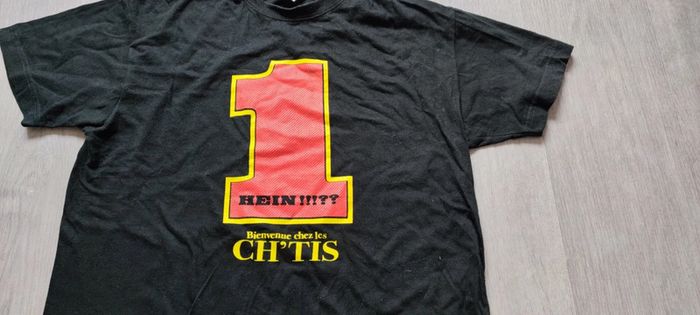 1
HEIN!!!??
Bienvenue chez les
CH'TIS